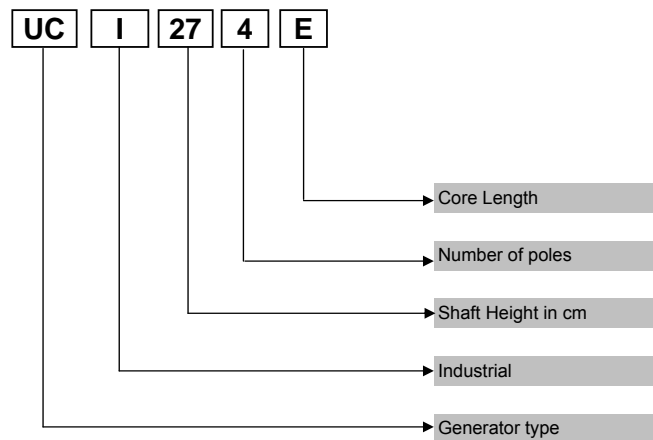 UC I 27 4 E
Core Length
Number of poles
Shaft Height in cm
Industrial
Generator type